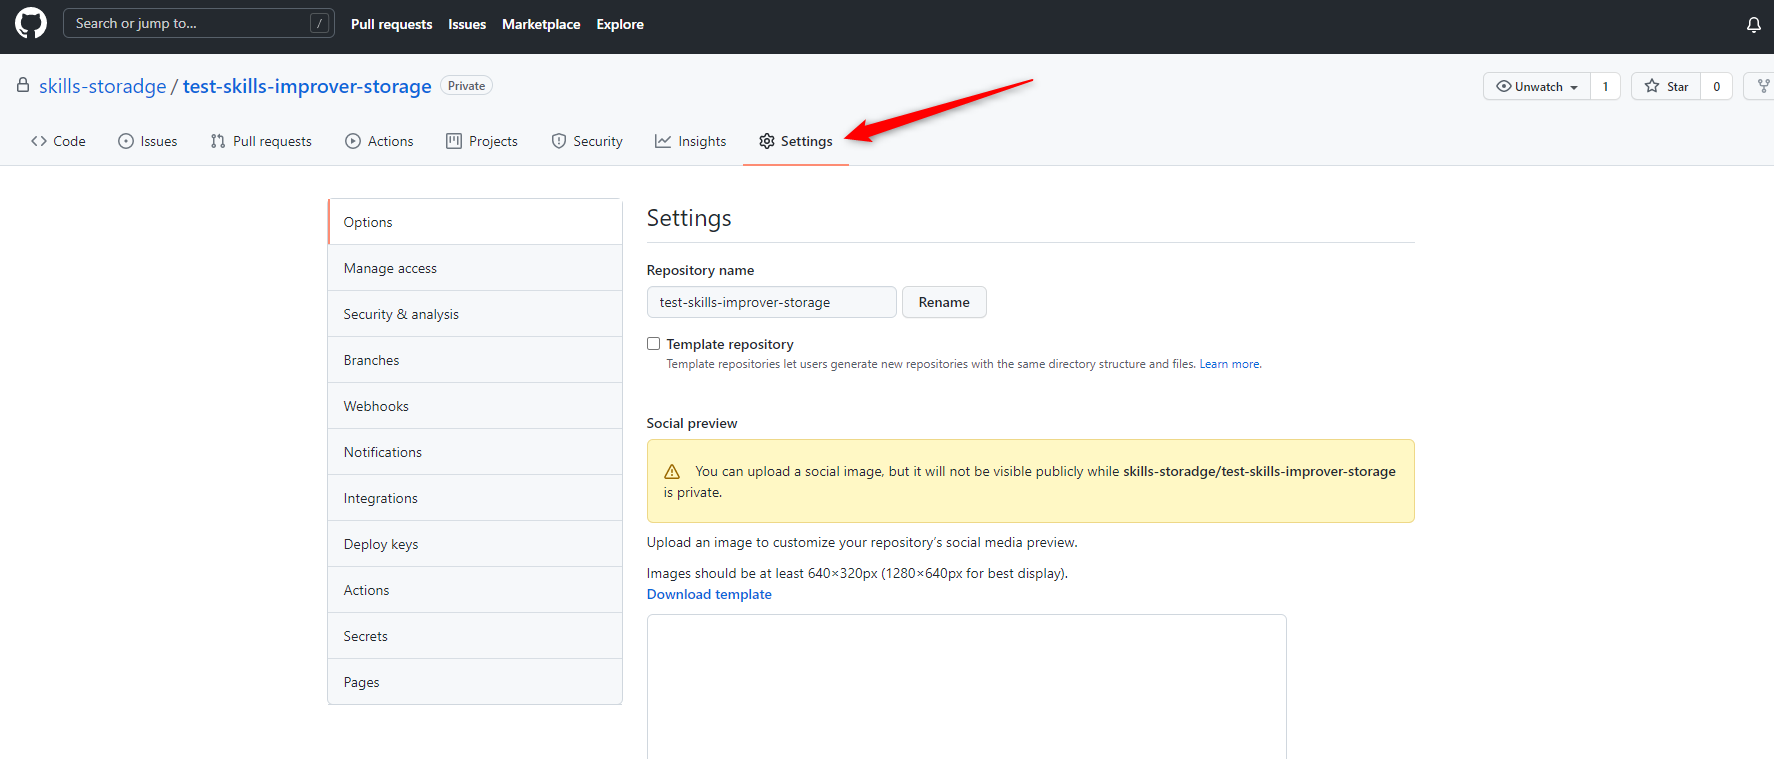 Search or jump to... /
Pull requests Issues Marketplace Explore
skills-storadge / test-skills-improver-storage Private
Unwatch 1 Star 0
Code Issues Pull requests Actions Projects Security Insights Settings
Options
Manage access
Security & analysis
Branches
Webhooks
Notifications
Integrations
Deploy keys
Actions
Secrets
Pages
Settings
Repository name
test-skills-improver-storage Rename
Template repository
Template repositories let users generate new repositories with the same directory structure and files. Learn more.
Social preview
You can upload a social image, but it will not be visible publicly while skills-storadge/test-skills-improver-storage
is private.
Upload an image to customize your repository’s social media preview.
Images should be at least 640×320px (1280×640px for best display).
Download template